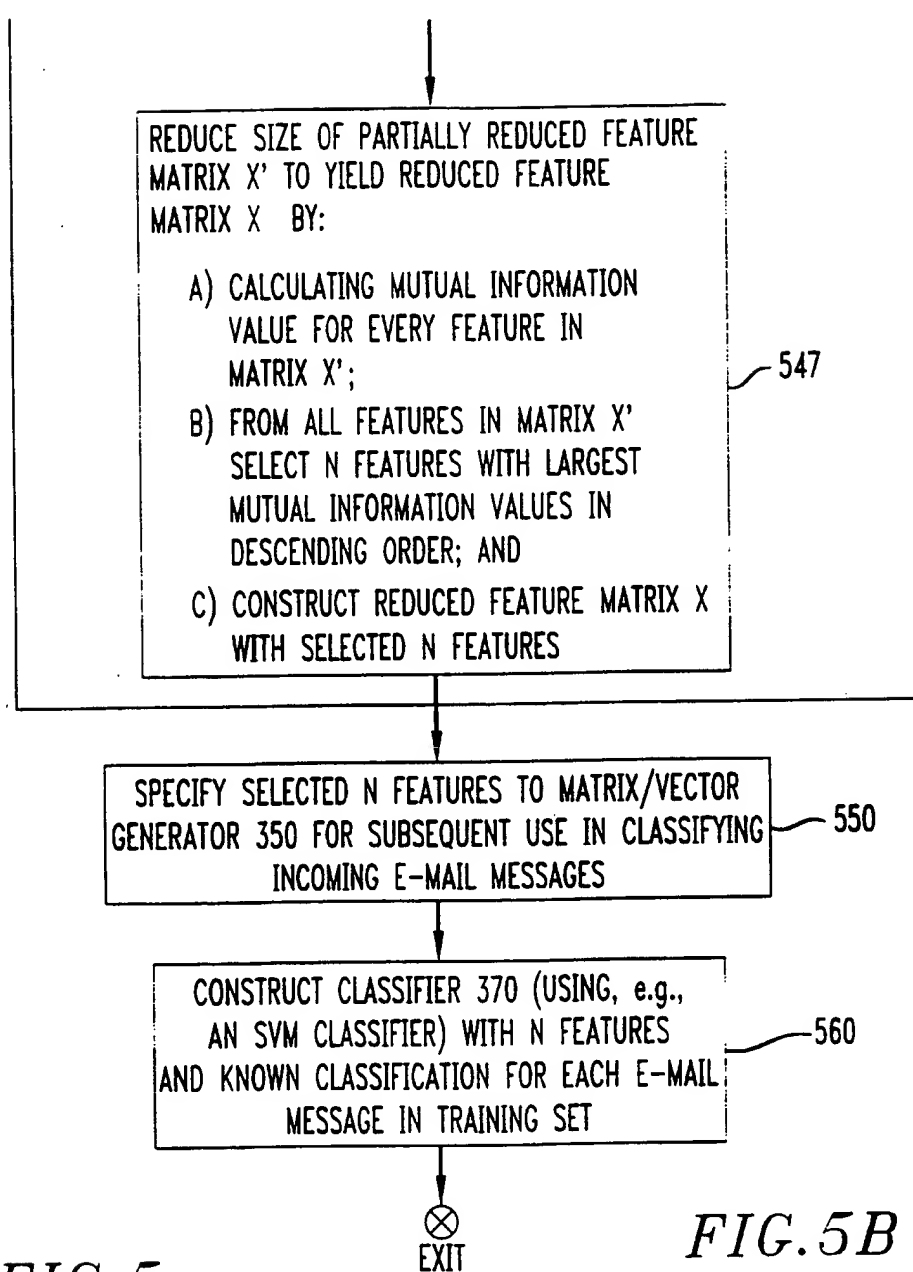 REDUCE SIZE OF PARTIALLY REDUCED FEATURE
MATRIX X' TO YIELD REDUCED FEATURE
MATRIX X BY:
A) CALCULATING MUTUAL INFORMATION
VALUE FOR EVERY FEATURE IN
MATRIX X';
547
B) FROM ALL FEATURES IN MATRIX X'
SELECT N FEATURES WITH LARGEST
MUTUAL INFORMATION VALUES IN
DESCENDING ORDER; AND
C) CONSTRUCT REDUCED FEATURE MATRIX X
WITH SELECTED N FEATURES
SPECIFY SELECTED N FEATURES TO MATRIX/VECTOR
GENERATOR 350 FOR SUBSEQUENT USE IN CLASSIFYING
INCOMING E-MAIL MESSAGES
550
CONSTRUCT CLASSIFIER 370 (USING, e.g.,
AN SVM CLASSIFIER) WITH N FEATURES
AND KNOWN CLASSIFICATION FOR EACH E-MAIL
MESSAGE IN TRAINING SET
560
EXIT
FIG.5B